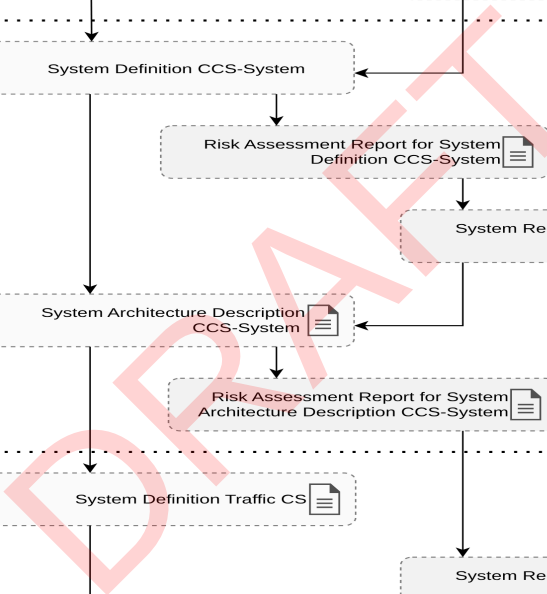 System Definition CCS-System
Risk Assessment Report for System
Definition CCS-System
System Re
System Architecture Description
CCS-System
Risk Assessment Report for System
Architecture Description CCS-System
System Definition Traffic CS
System Re
DRAFT